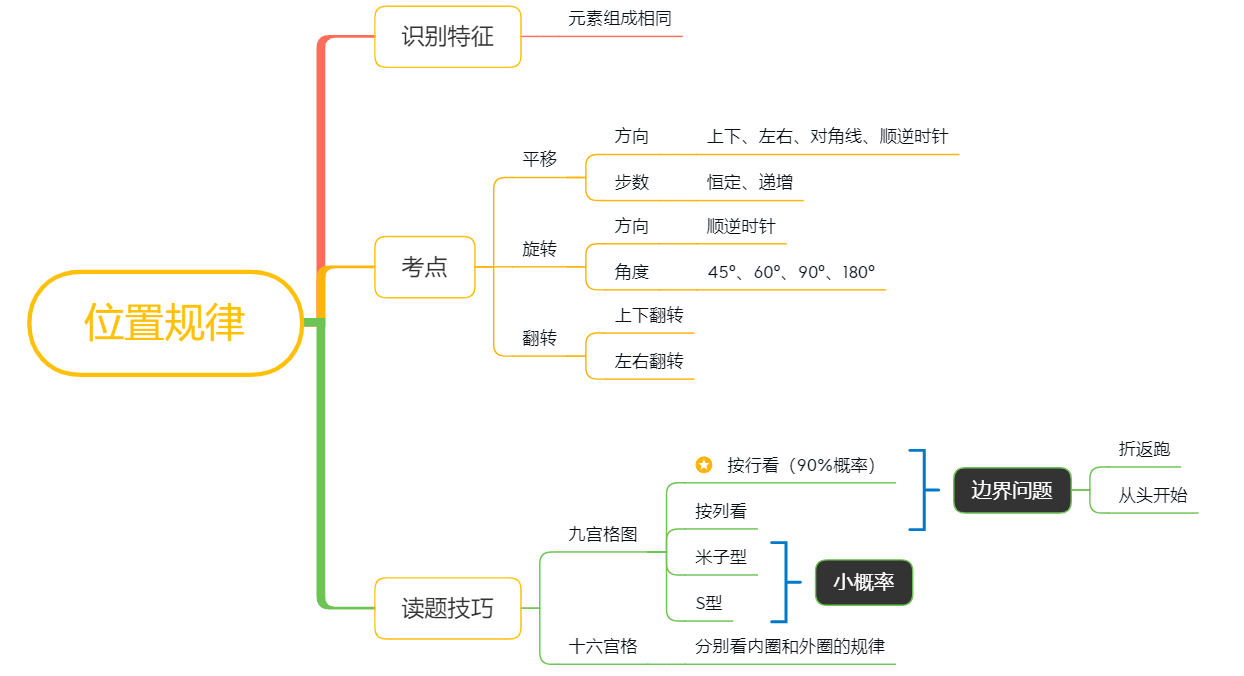 位置规律
识别特征
元素组成相同
考点
平移
方向
上下、左右、对角线、顺逆时针
步数
恒定、递增
旋转
方向
顺逆时针
角度
45°、60°、90°、180°
翻转
上下翻转
左右翻转
读题技巧
九宫格图
按行看（90%概率）
按列看
边界问题
折返跑
从头开始
米子型
S型
小概率
十六宫格
分别看内圈和外圈的规律